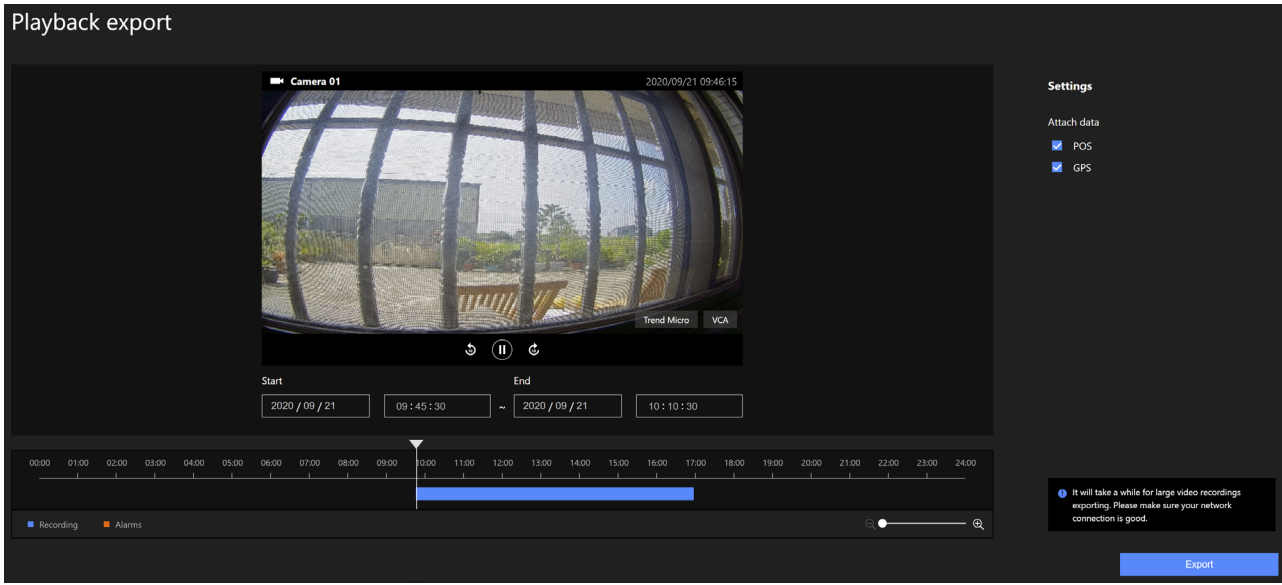 Playback export
Camera 01
2020/09/21 09:46:15
Settings
Attach data
POS
GPS
Trend Micro
VCA
Start
End
2020 / 09 / 21
09 : 45 : 30
~
2020 / 09 / 21
10 : 10 : 30
00:00 01:00 02:00 03:00 04:00 05:00 06:00 07:00 08:00 09:00 10:00 11:00 12:00 13:00 14:00 15:00 16:00 17:00 18:00 19:00 20:00 21:00 22:00 23:00 24:00
Recording
Alarms
It will take a while for large video recordings
exporting. Please make sure your network
connection is good.
Export